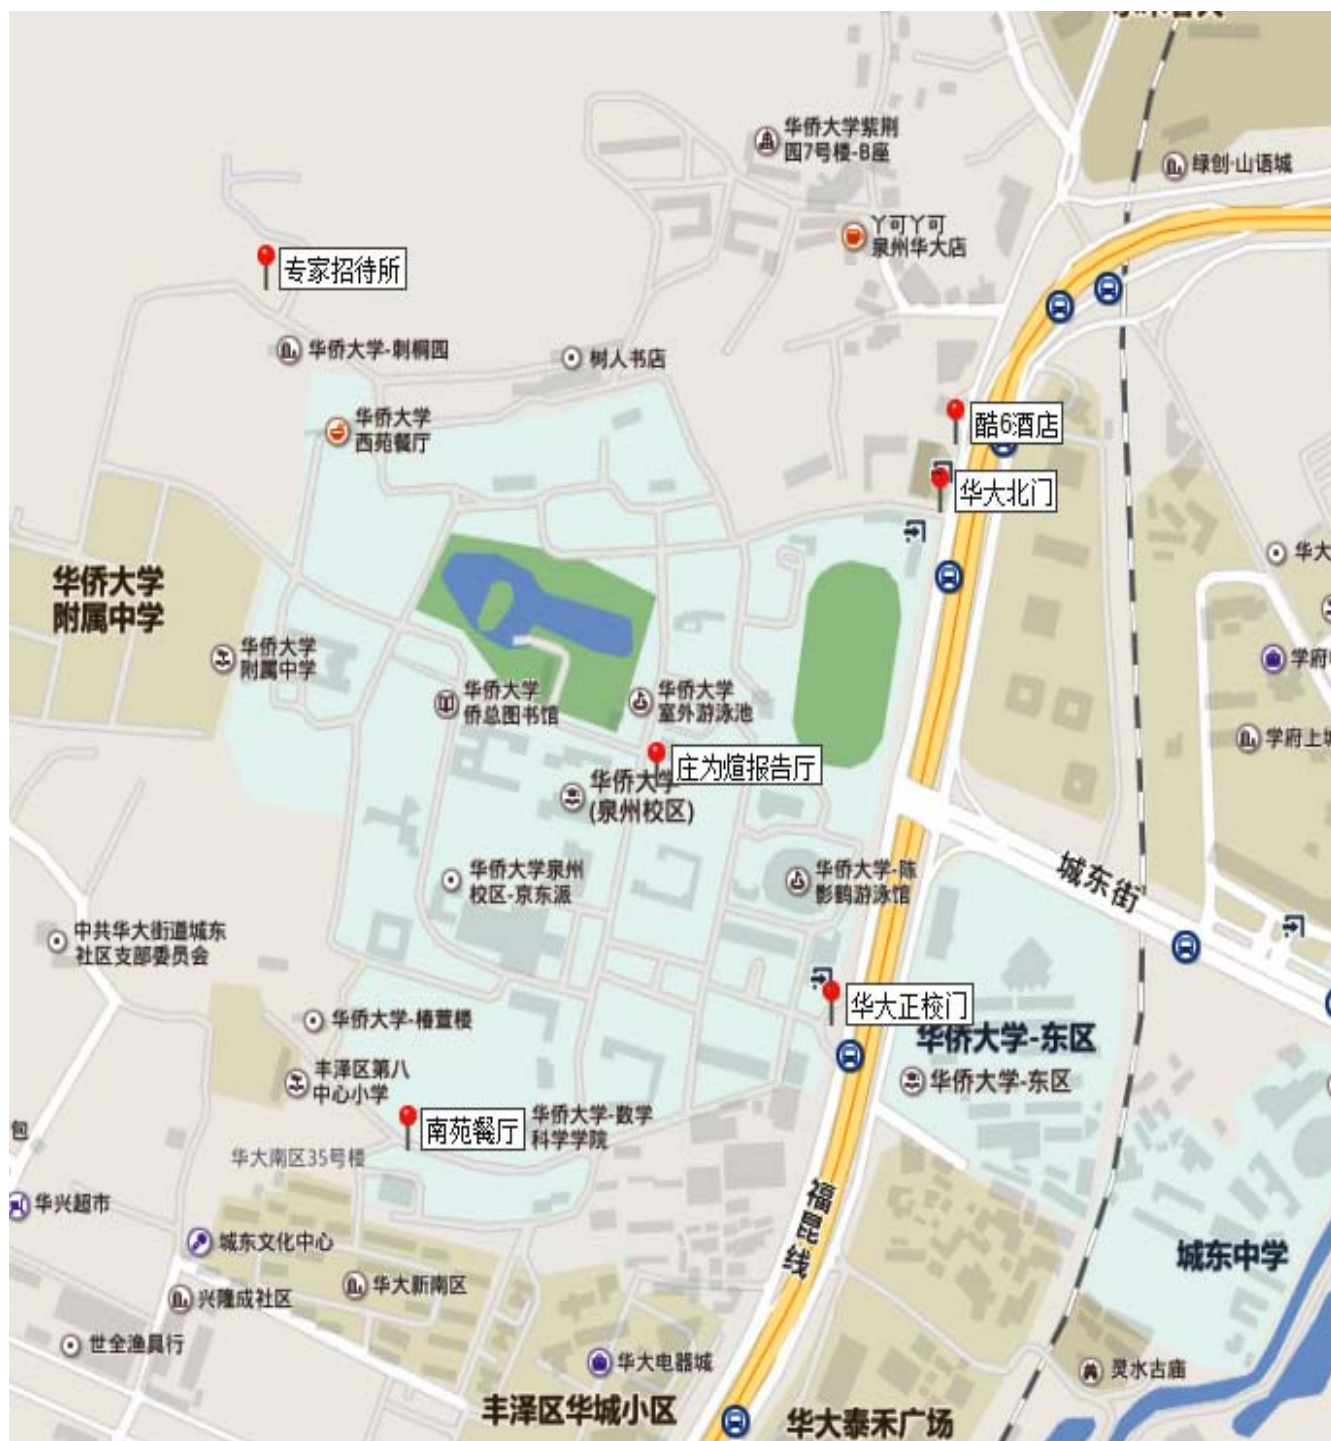 华侨大学紫荆
园7号楼-B座
绿创·山语城
丫可丫可
泉州华大店
专家招待所
华侨大学-刺桐园
树人书店
华侨大学
西苑餐厅
酷6酒店
华大北门
华大
华侨大学
附属中学
华侨大学
附属中学
学府
华侨大学
侨总图书馆
华侨大学
室外游泳池
学府上城
庄为煊报告厅
华侨大学
(泉州校区)
华侨大学泉州
校区-京东派
华侨大学-陈
影鹤游泳馆
城东街
中共华大街道城东
社区支部委员会
华大正校门
华侨大学-椿萱楼
华侨大学-东区
华侨大学-东区
丰泽区第八
中心小学
南苑餐厅
华侨大学-数学
科学学院
包
华大南区35号楼
华兴超市
福昆线
城东文化中心
城东中学
华大新南区
兴隆成社区
世全渔具行
华大电器城
灵水古庙
丰泽区华城小区
华大泰禾广场